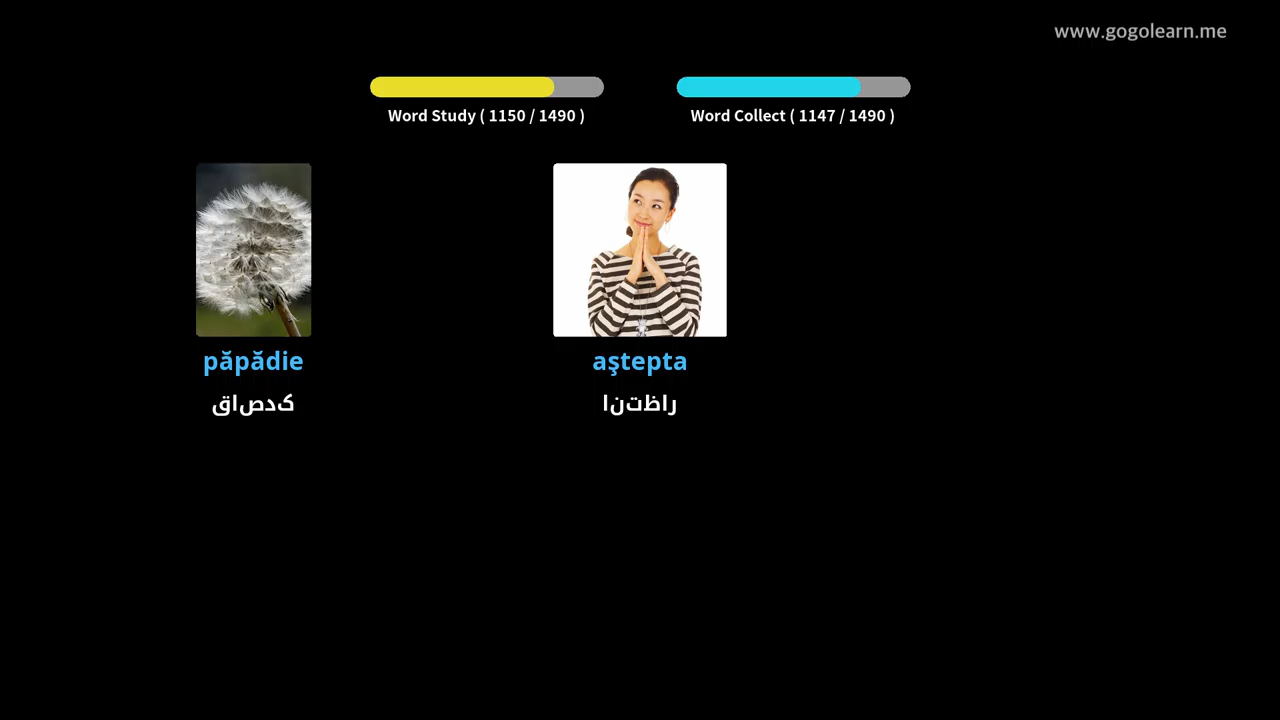 www.gogolearn.me
Word Study ( 1150 / 1490 )
Word Collect ( 1147 / 1490 )
păpădie
کدصاق
aştepta
راظتنا